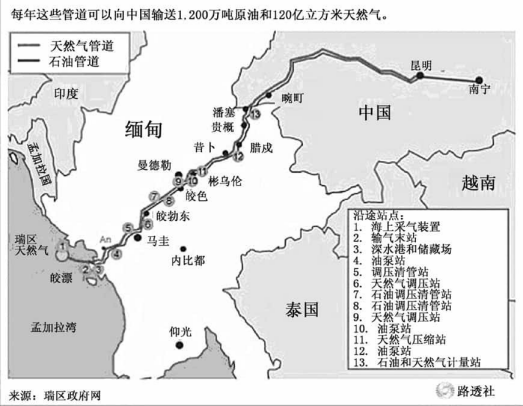 每年这些管道可以向中国输送1,200万吨原油和120亿立方米天然气。
天然气管道
石油管道
印度
孟加拉国
缅甸
中国
昆明
南宁
畹町
潘塞
贵概
13
昔卜
腊戍
12
曼德勒
11
彬乌伦
9
10
皎色
7
8
越南
皎勃东
5
6
瑞区
天然气
1
An
马圭
4
内比都
皎漂
2
3
泰国
孟加拉湾
仰光
沿途站点:
1. 海上采气装置
2. 输气末站
3. 深水港和储藏场
4. 油泵站
5. 调压清管站
6. 天然气调压站
7. 石油调压清管站
8. 石油调压清管站
9. 天然气调压站
10. 油泵站
11. 天然气压缩站
12. 油泵站
13. 石油和天然气计量站
来源:瑞区政府网
路透社